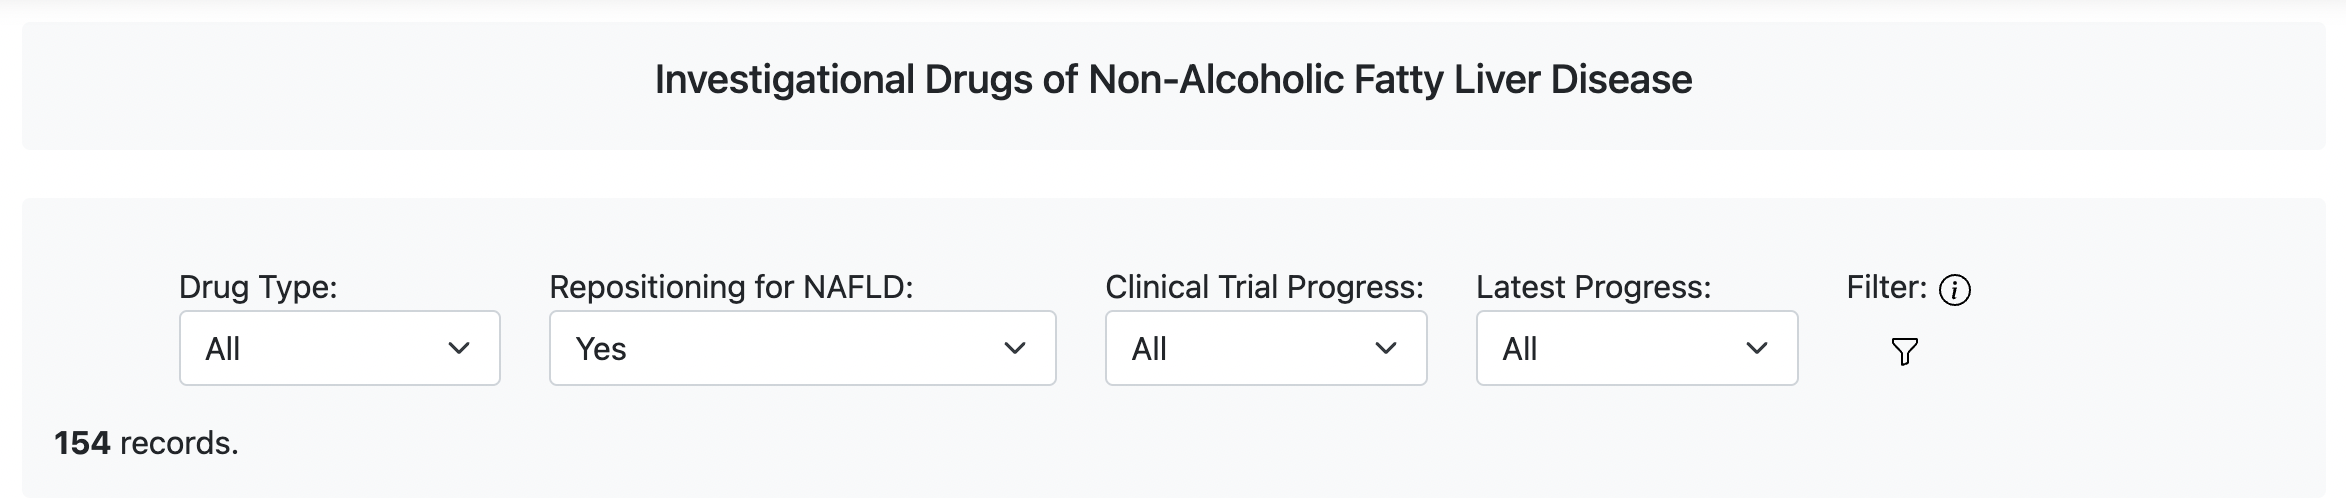 Investigational Drugs of Non-Alcoholic Fatty Liver Disease
Drug Type: Repositioning for NAFLD: Clinical Trial Progress: Latest Progress: Filter:
All Yes All All
154 records.